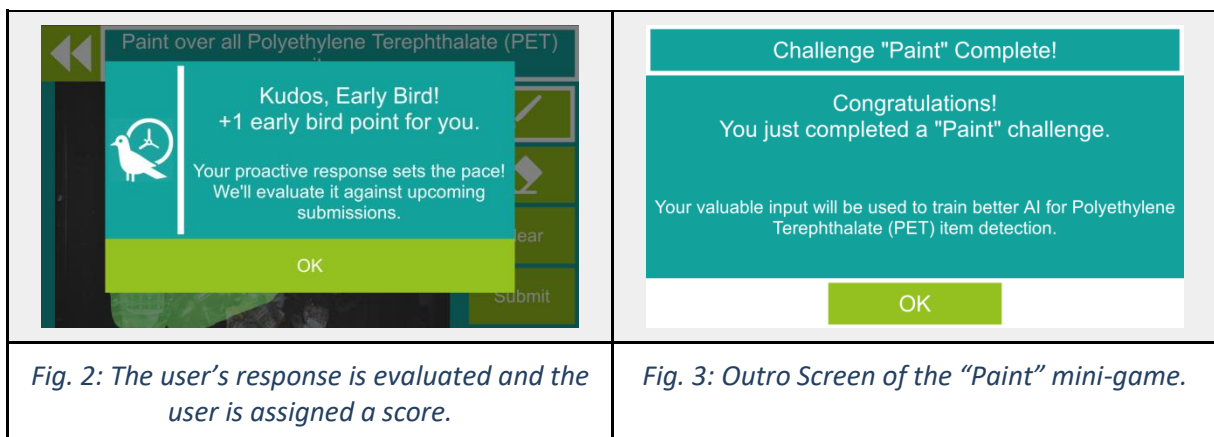 Paint over all Polyethylene Terephthalate (PET)
Kudos, Early Bird!
+1 early bird point for you.
Your proactive response sets the pace!
We'll evaluate it against upcoming
submissions.
OK
Submit
Challenge "Paint" Complete!
Congratulations!
You just completed a "Paint" challenge.
Your valuable input will be used to train better AI for Polyethylene
Terephthalate (PET) item detection.
OK
Fig. 2: The user’s response is evaluated and the
user is assigned a score.
Fig. 3: Outro Screen of the “Paint” mini-game.